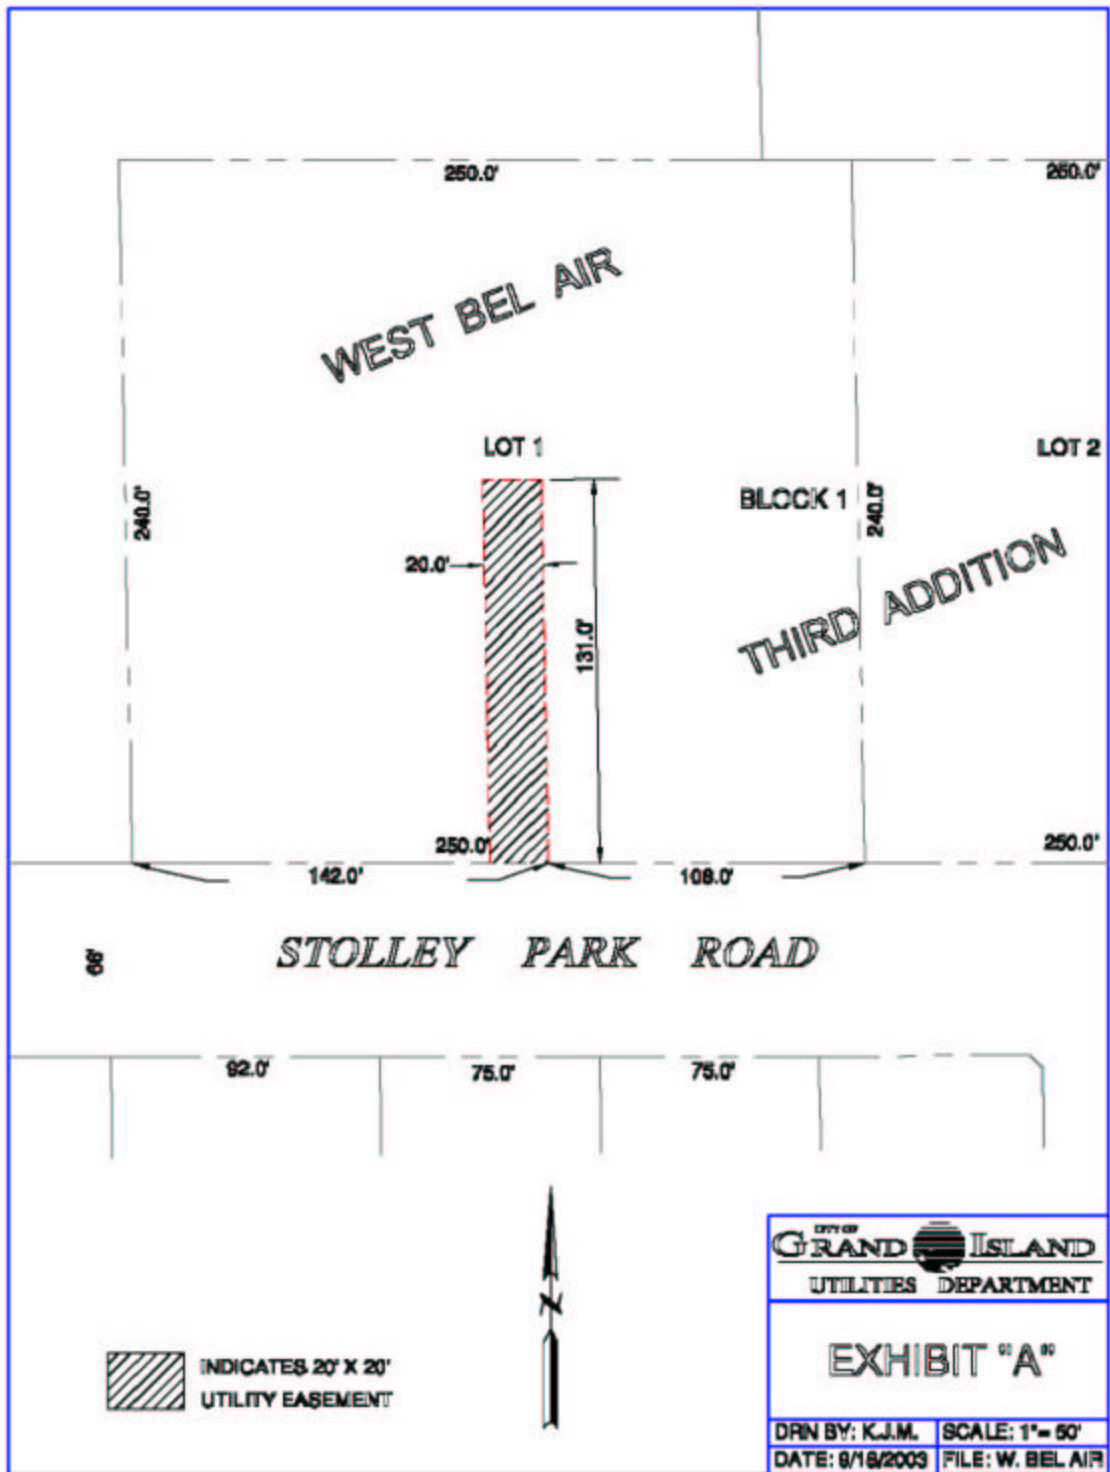 250.0'
250.0'
WEST BEL AIR
LOT 1
LOT 2
BLOCK 1
240.0'
240.0'
20.0'
131.0'
THIRD ADDITION
250.0'
250.0'
142.0'
108.0'
66'
STOLLEY PARK ROAD
92.0'
75.0'
75.0'
N
INDICATES 20' X 20'
UTILITY EASEMENT
CITY OF
GRAND ISLAND
UTILITIES DEPARTMENT
EXHIBIT "A"
DRN BY: K.J.M.
SCALE: 1"= 50'
DATE: 9/18/2003
FILE: W. BEL AIR